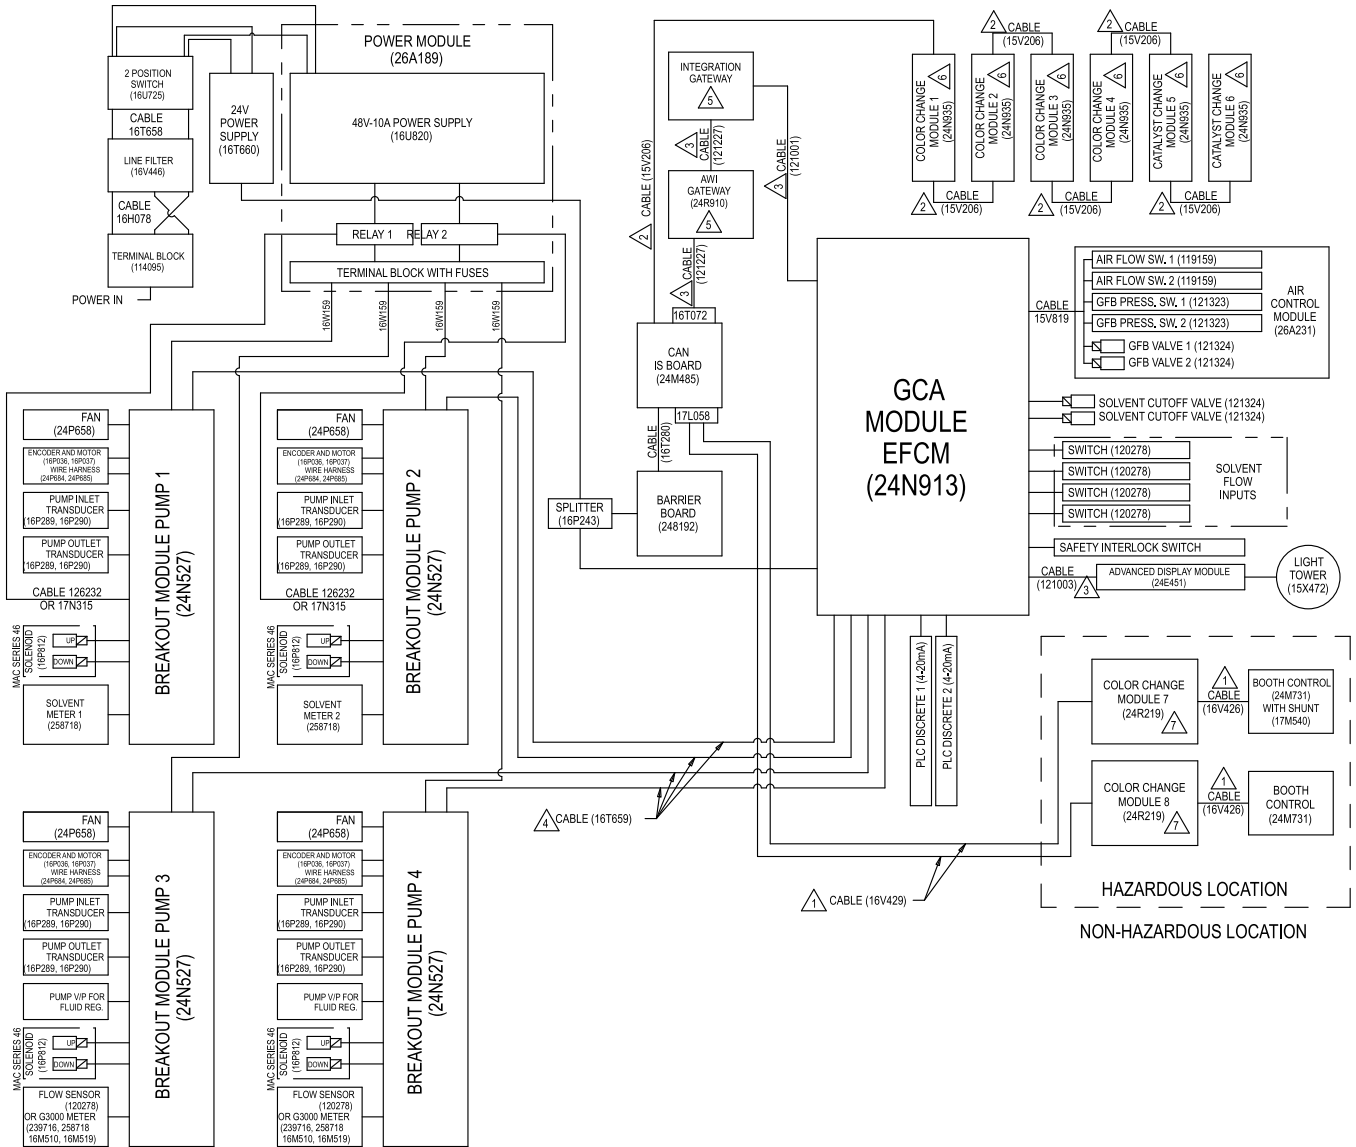 POWER MODULE
(26A189)
2 POSITION
SWITCH
(16U725)
CABLE
16T658
LINE FILTER
(16V446)
CABLE
16H078
TERMINAL BLOCK
(114095)
POWER IN
24V
POWER
SUPPLY
(16T660)
48V-10A POWER SUPPLY
(16U820)
RELAY 1
RELAY 2
TERMINAL BLOCK WITH FUSES
16W159
16W159
16W159
16W159
INTEGRATION
GATEWAY
5
3
CABLE
(121227)
AWI
GATEWAY
(24R910)
5
3
CABLE
(121227)
3
CABLE
(121001)
2
CABLE (15V206)
16T072
CAN
IS BOARD
(24M485)
17L058
CABLE
(16T280)
BARRIER
BOARD
(248192)
SPLITTER
(16P243)
2
CABLE
(15V206)
2
CABLE
(15V206)
COLOR CHANGE
MODULE 1
(24N935)
6
COLOR CHANGE
MODULE 2
(24N935)
6
COLOR CHANGE
MODULE 3
(24N935)
6
COLOR CHANGE
MODULE 4
(24N935)
6
CATALYST CHANGE
MODULE 5
(24N935)
6
CATALYST CHANGE
MODULE 6
(24N935)
6
2
CABLE
(15V206)
2
CABLE
(15V206)
2
CABLE
(15V206)
GCA
MODULE
EFCM
(24N913)
CABLE
15V819
AIR FLOW SW. 1 (119159)
AIR FLOW SW. 2 (119159)
GFB PRESS. SW. 1 (121323)
GFB PRESS. SW. 2 (121323)
GFB VALVE 1 (121324)
GFB VALVE 2 (121324)
AIR
CONTROL
MODULE
(26A231)
SOLVENT CUTOFF VALVE (121324)
SOLVENT CUTOFF VALVE (121324)
SWITCH (120278)
SWITCH (120278)
SWITCH (120278)
SWITCH (120278)
SOLVENT
FLOW
INPUTS
SAFETY INTERLOCK SWITCH
CABLE
(121003)
3
ADVANCED DISPLAY MODULE
(24E451)
LIGHT
TOWER
(15X472)
PLC DISCRETE 1 (4-20mA)
PLC DISCRETE 2 (4-20mA)
COLOR CHANGE
MODULE 7
(24R219)
7
1
CABLE
(16V426)
BOOTH CONTROL
(24M731)
WITH SHUNT
(17M540)
COLOR CHANGE
MODULE 8
(24R219)
7
1
CABLE
(16V426)
BOOTH
CONTROL
(24M731)
HAZARDOUS LOCATION
NON-HAZARDOUS LOCATION
4
CABLE (16T659)
1
CABLE (16V429)
FAN
(24P658)
ENCODER AND MOTOR
(16P036, 16P037)
WIRE HARNESS
(24P684, 24P685)
PUMP INLET
TRANSDUCER
(16P289, 16P290)
PUMP OUTLET
TRANSDUCER
(16P289, 16P290)
CABLE 126232
OR 17N315
MAC SERIES 46
SOLENOID
(16P812)
UP
DOWN
SOLVENT
METER 1
(258718)
BREAKOUT MODULE PUMP 1
(24N527)
FAN
(24P658)
ENCODER AND MOTOR
(16P036, 16P037)
WIRE HARNESS
(24P684, 24P685)
PUMP INLET
TRANSDUCER
(16P289, 16P290)
PUMP OUTLET
TRANSDUCER
(16P289, 16P290)
CABLE 126232
OR 17N315
MAC SERIES 46
SOLENOID
(16P812)
UP
DOWN
SOLVENT
METER 2
(258718)
BREAKOUT MODULE PUMP 2
(24N527)
FAN
(24P658)
ENCODER AND MOTOR
(16P036, 16P037)
WIRE HARNESS
(24P684, 24P685)
PUMP INLET
TRANSDUCER
(16P289, 16P290)
PUMP OUTLET
TRANSDUCER
(16P289, 16P290)
PUMP V/P FOR
FLUID REG.
MAC SERIES 46
SOLENOID
(16P812)
UP
DOWN
FLOW SENSOR
(120278)
OR G3000 METER
(239716, 258718
16M510, 16M519)
BREAKOUT MODULE PUMP 3
(24N527)
FAN
(24P658)
ENCODER AND MOTOR
(16P036, 16P037)
WIRE HARNESS
(24P684, 24P685)
PUMP INLET
TRANSDUCER
(16P289, 16P290)
PUMP OUTLET
TRANSDUCER
(16P289, 16P290)
PUMP V/P FOR
FLUID REG.
MAC SERIES 46
SOLENOID
(16P812)
UP
DOWN
FLOW SENSOR
(120278)
OR G3000 METER
(239716, 258718
16M510, 16M519)
BREAKOUT MODULE PUMP 4
(24N527)